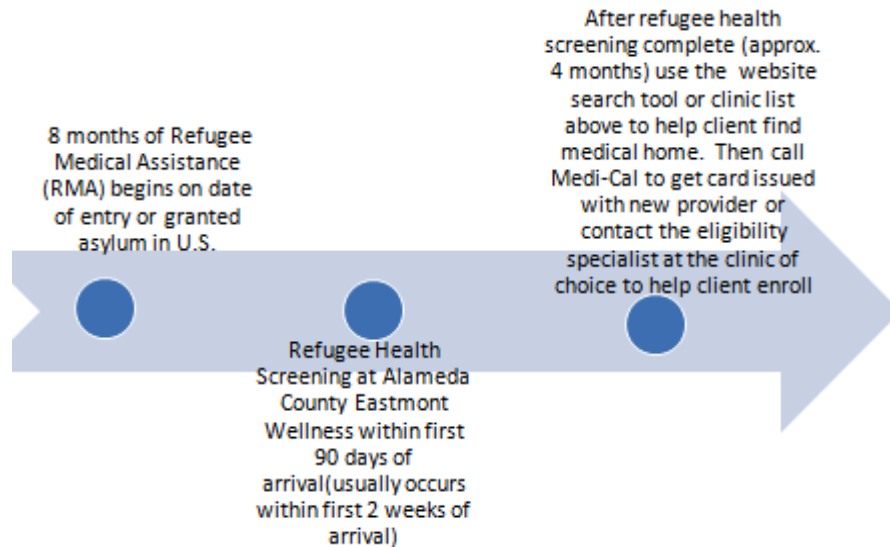 8 months of Refugee
Medical Assistance
(RMA) begins on date
of entry or granted
asylum in U.S.
Refugee Health
Screening at Alameda
County Eastmont
Wellness within first
90 days of
arrival(usually occurs
within first 2 weeks of
arrival)
After refugee health
screening complete (approx.
4 months) use the website
search tool or clinic list
above to help client find
medical home. Then call
Medi-Cal to get card issued
with new provider or
contact the eligibility
specialist at the clinic of
choice to help client enroll